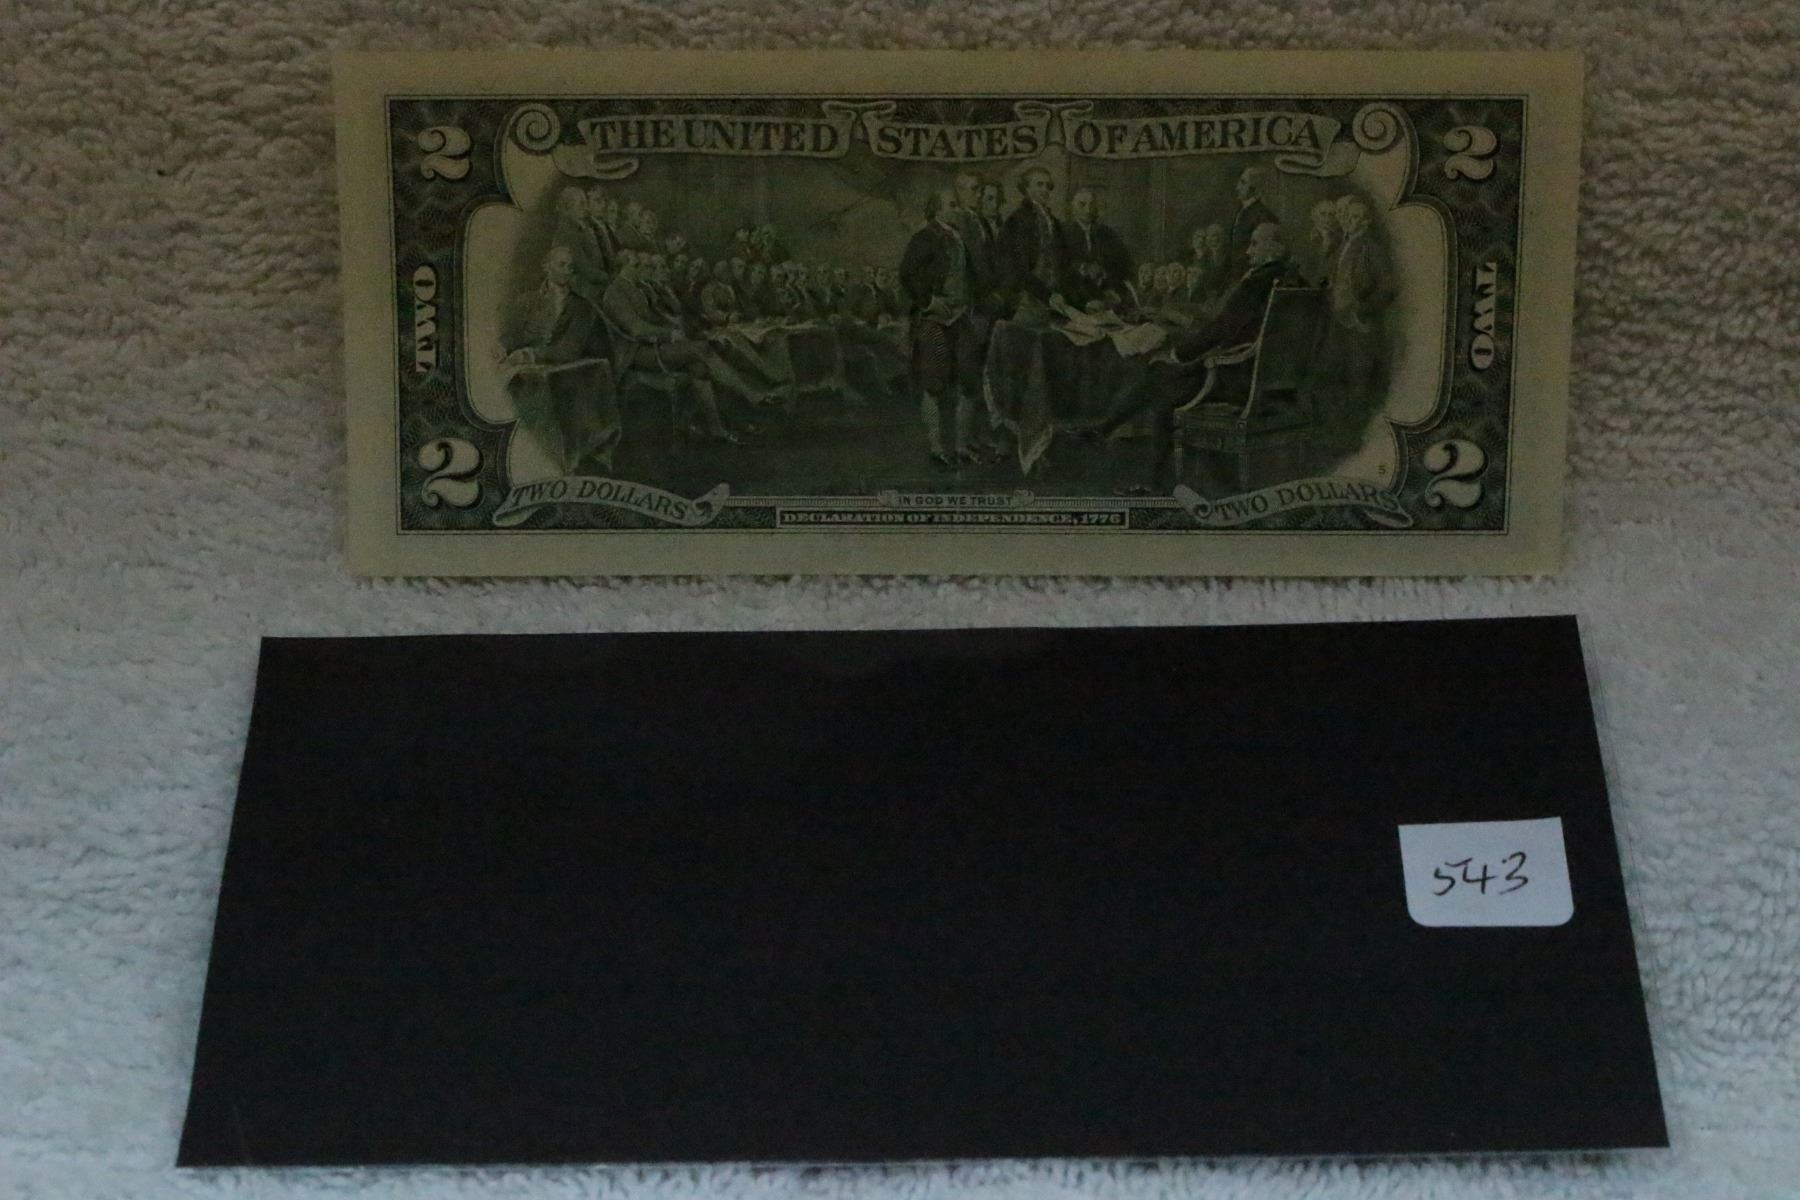 THE UNITED STATES OF AMERICA
2 2
TWO TWO
2 2
5
TWO DOLLARS IN GOD WE TRUST TWO DOLLARS
DECLARATION OF INDEPENDENCE, 1776
543